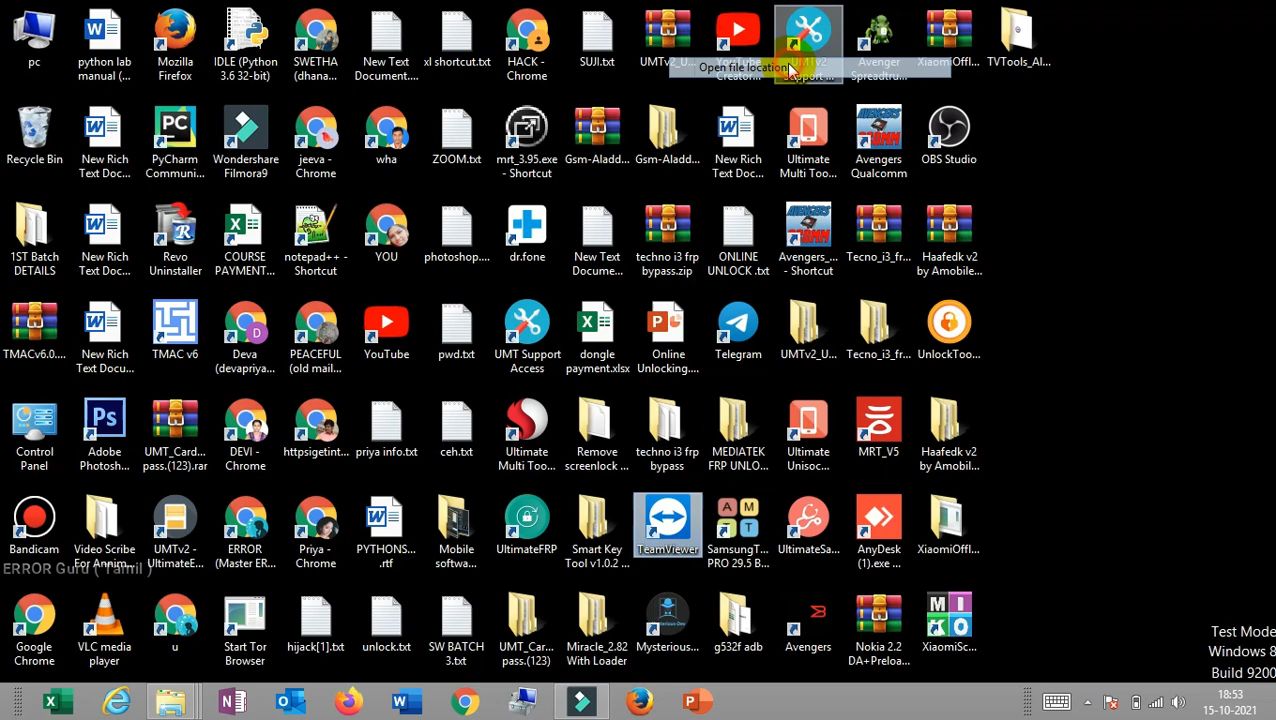 pc
python lab
manual (...
Mozilla
Firefox
IDLE (Python
3.6 32-bit)
SWETHA
(dhana...
New Text
Document....
xl shortcut.txt
HACK -
Chrome
SUJI.txt
UMTv2_U...
YouTube
Creator...
UMTv2
Support ...
Avenger
Spreadtru...
XiaomiOffl...
TVTools_Al...
Open file location
Recycle Bin
New Rich
Text Doc...
PyCharm
Communi...
Wondershare
Filmora9
jeeva -
Chrome
wha
ZOOM.txt
mrt_3.95.exe
- Shortcut
Gsm-Aladd...
Gsm-Aladd...
New Rich
Text Doc...
Ultimate
Multi Too...
AVENGERS
QCOMM
Avengers
Qualcomm
OBS Studio
1ST Batch
DETAILS
New Rich
Text Docu...
Revo
Uninstaller
COURSE
PAYMENT...
notepad++ -
Shortcut
YOU
photoshop....
dr.fone
New Text
Docume...
techno i3 frp
bypass.zip
ONLINE
UNLOCK .txt
AVENGERS
QCOMM
Avengers_...
- Shortcut
Tecno_i3_fr...
Haafedk v2
by Amobile...
TMACv6.0....
New Rich
Text Docu...
TMAC v6
D
Deva
(devapriya...
PEACEFUL
(old mail...
YouTube
pwd.txt
UMT Support
Access
dongle
payment.xlsx
Online
Unlocking....
Telegram
UMTv2_U...
Tecno_i3_fr...
UnlockToo...
Control
Panel
Ps
Adobe
Photosh...
UMT_Card...
pass.(123).rar
DEVI -
Chrome
httpsigetint...
priya info.txt
ceh.txt
Ultimate
Multi Too...
Remove
screenlock ...
techno i3 frp
bypass
MEDIATEK
FRP UNLO...
Ultimate
Unisoc...
MRT_V5
Haafedk v2
by Amobil...
Bandicam
Video Scribe
For Annim...
UMTv2 -
UltimateE...
ERROR
(Master ER...
Priya -
Chrome
PYTHONS...
.rtf
Mobile
softwa...
UltimateFRP
Smart Key
Tool v1.0.2 ...
TeamViewer
A M
T T
SamsungT...
PRO 29.5 B...
UltimateSa...
AnyDesk
(1).exe ...
XiaomiOffl...
ERROR Guru ( Tamil )
Google
Chrome
VLC media
player
u
Start Tor
Browser
hijack[1].txt
unlock.txt
SW BATCH
3.txt
UMT_Car...
pass.(123)
Miracle_2.82
With Loader
Mysterious...
g532f adb
Avengers
Nokia 2.2
DA+Preloa...
XiaomiSc...
Test Mode
Windows 8
Build 9200
18:53
15-10-2021